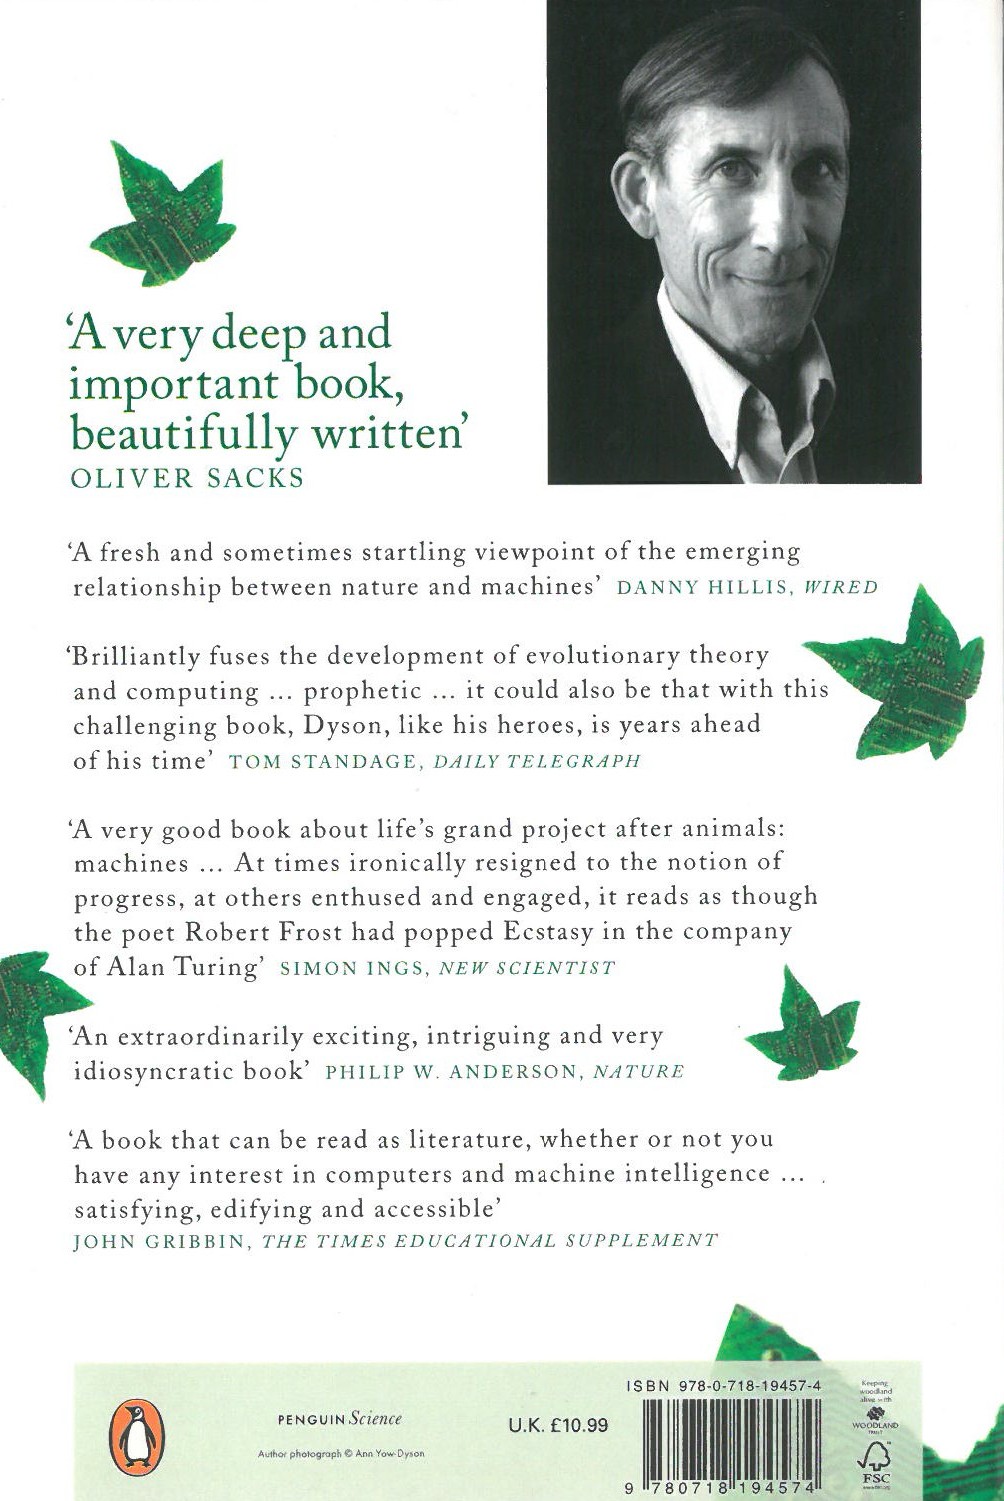 ‘A very deep and
important book,
beautifully written’
OLIVER SACKS
‘A fresh and sometimes startling viewpoint of the emerging
relationship between nature and machines’ DANNY HILLIS, WIRED
‘Brilliantly fuses the development of evolutionary theory
and computing ... prophetic ... it could also be that with this
challenging book, Dyson, like his heroes, is years ahead
of his time’ TOM STANDAGE, DAILY TELEGRAPH
‘A very good book about life’s grand project after animals:
machines ... At times ironically resigned to the notion of
progress, at others enthused and engaged, it reads as though
the poet Robert Frost had popped Ecstasy in the company
of Alan Turing’ SIMON INGS, NEW SCIENTIST
‘An extraordinarily exciting, intriguing and very
idiosyncratic book’ PHILIP W. ANDERSON, NATURE
‘A book that can be read as literature, whether or not you
have any interest in computers and machine intelligence ...
satisfying, edifying and accessible’
JOHN GRIBBIN, THE TIMES EDUCATIONAL SUPPLEMENT
PENGUIN Science
Author photograph © Ann Yow-Dyson
U.K. £10.99
ISBN 978-0-718-19457-4
9 780718 194574
Keeping
woodland
alive with
WOODLAND
TRUST
FSC